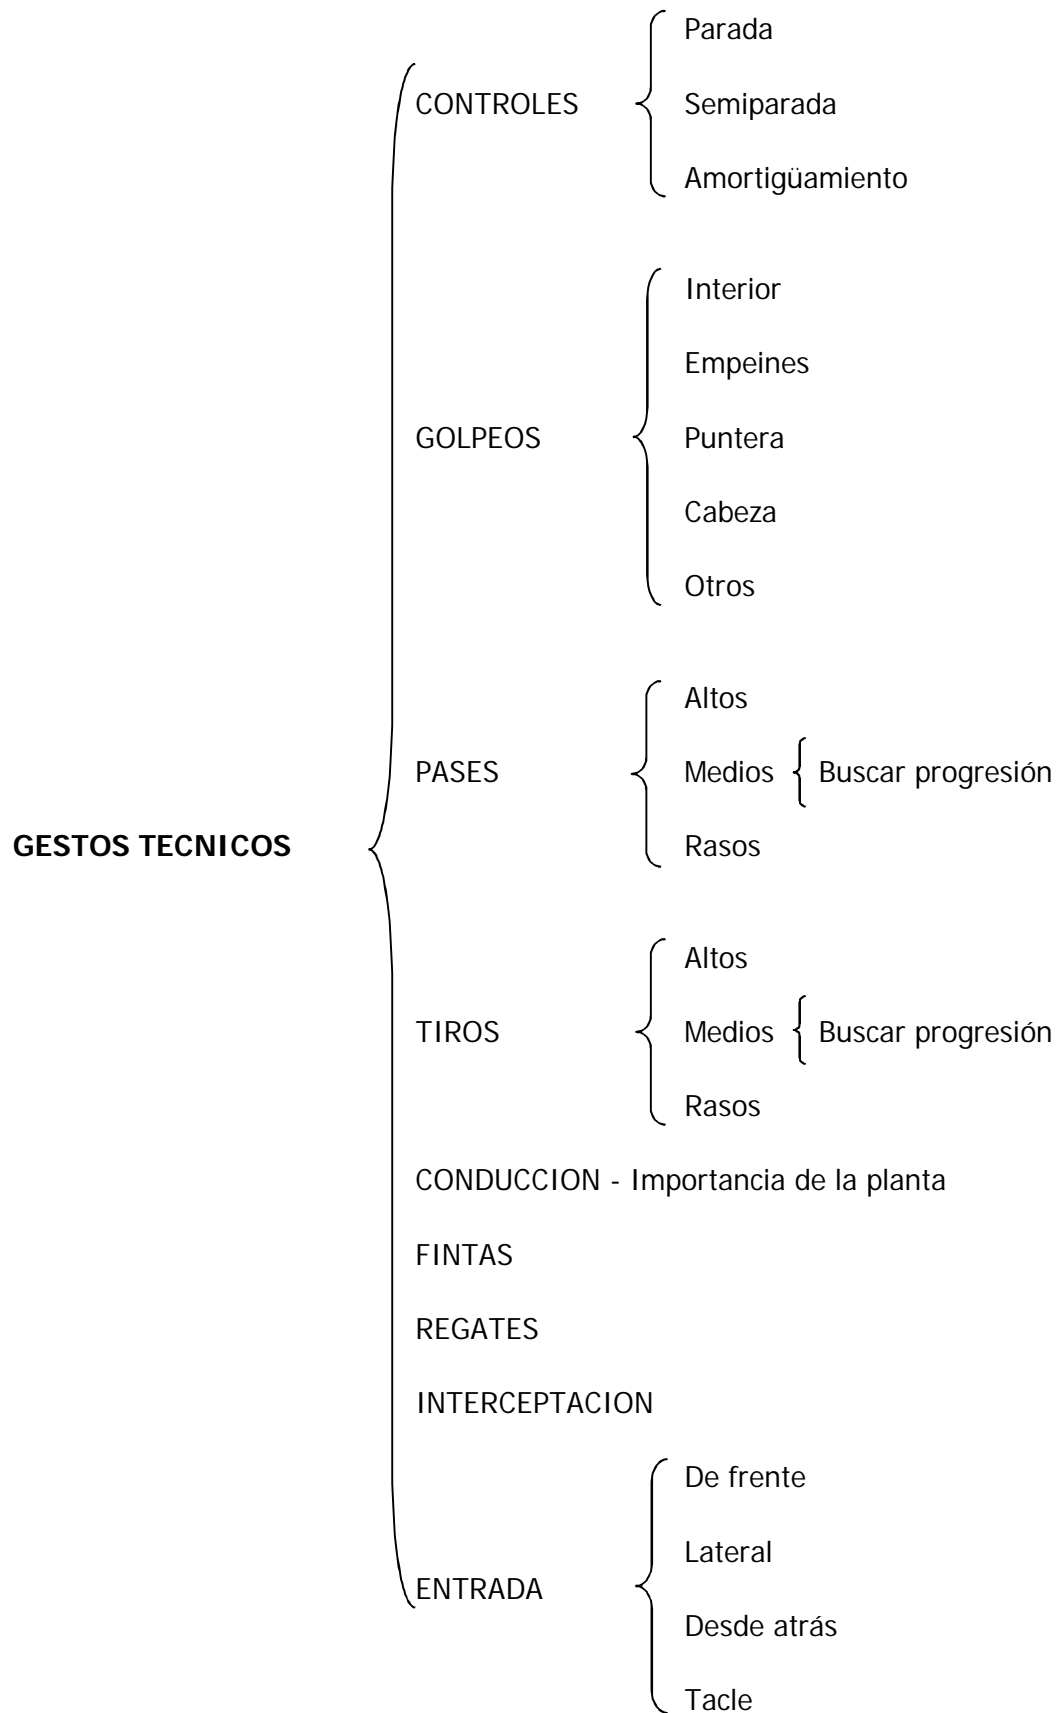 Parada
CONTROLES
Semiparada
Amortigüamiento
Interior
Empeines
GOLPEOS
Puntera
Cabeza
Otros
Altos
PASES
Medios
Buscar progresión
GESTOS TECNICOS
Rasos
Altos
TIROS
Medios
Buscar progresión
Rasos
CONDUCCION - Importancia de la planta
FINTAS
REGATES
INTERCEPTACION
De frente
Lateral
ENTRADA
Desde atrás
Tacle